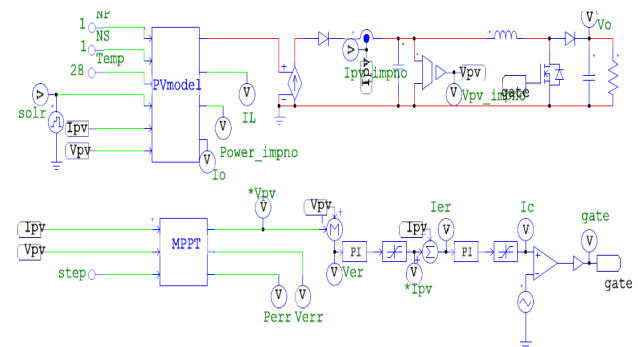 NP
1
NS
1
Temp
28
PVmodel
solr
Ipv
Vpv
V
IL
V
Power_impno
V
Io
V
Ipv_impno
V
Ipv
Vpv
V
Vpv_impno
gate
V
Vo
*Vpv
V
Ipv
Vpv
step
MPPT
V
Perr
V
Verr
Vpv
M
V
Ver
PI
V
*Ipv
Ipv
Σ
Ier
V
PI
Ic
V
gate
V
gate